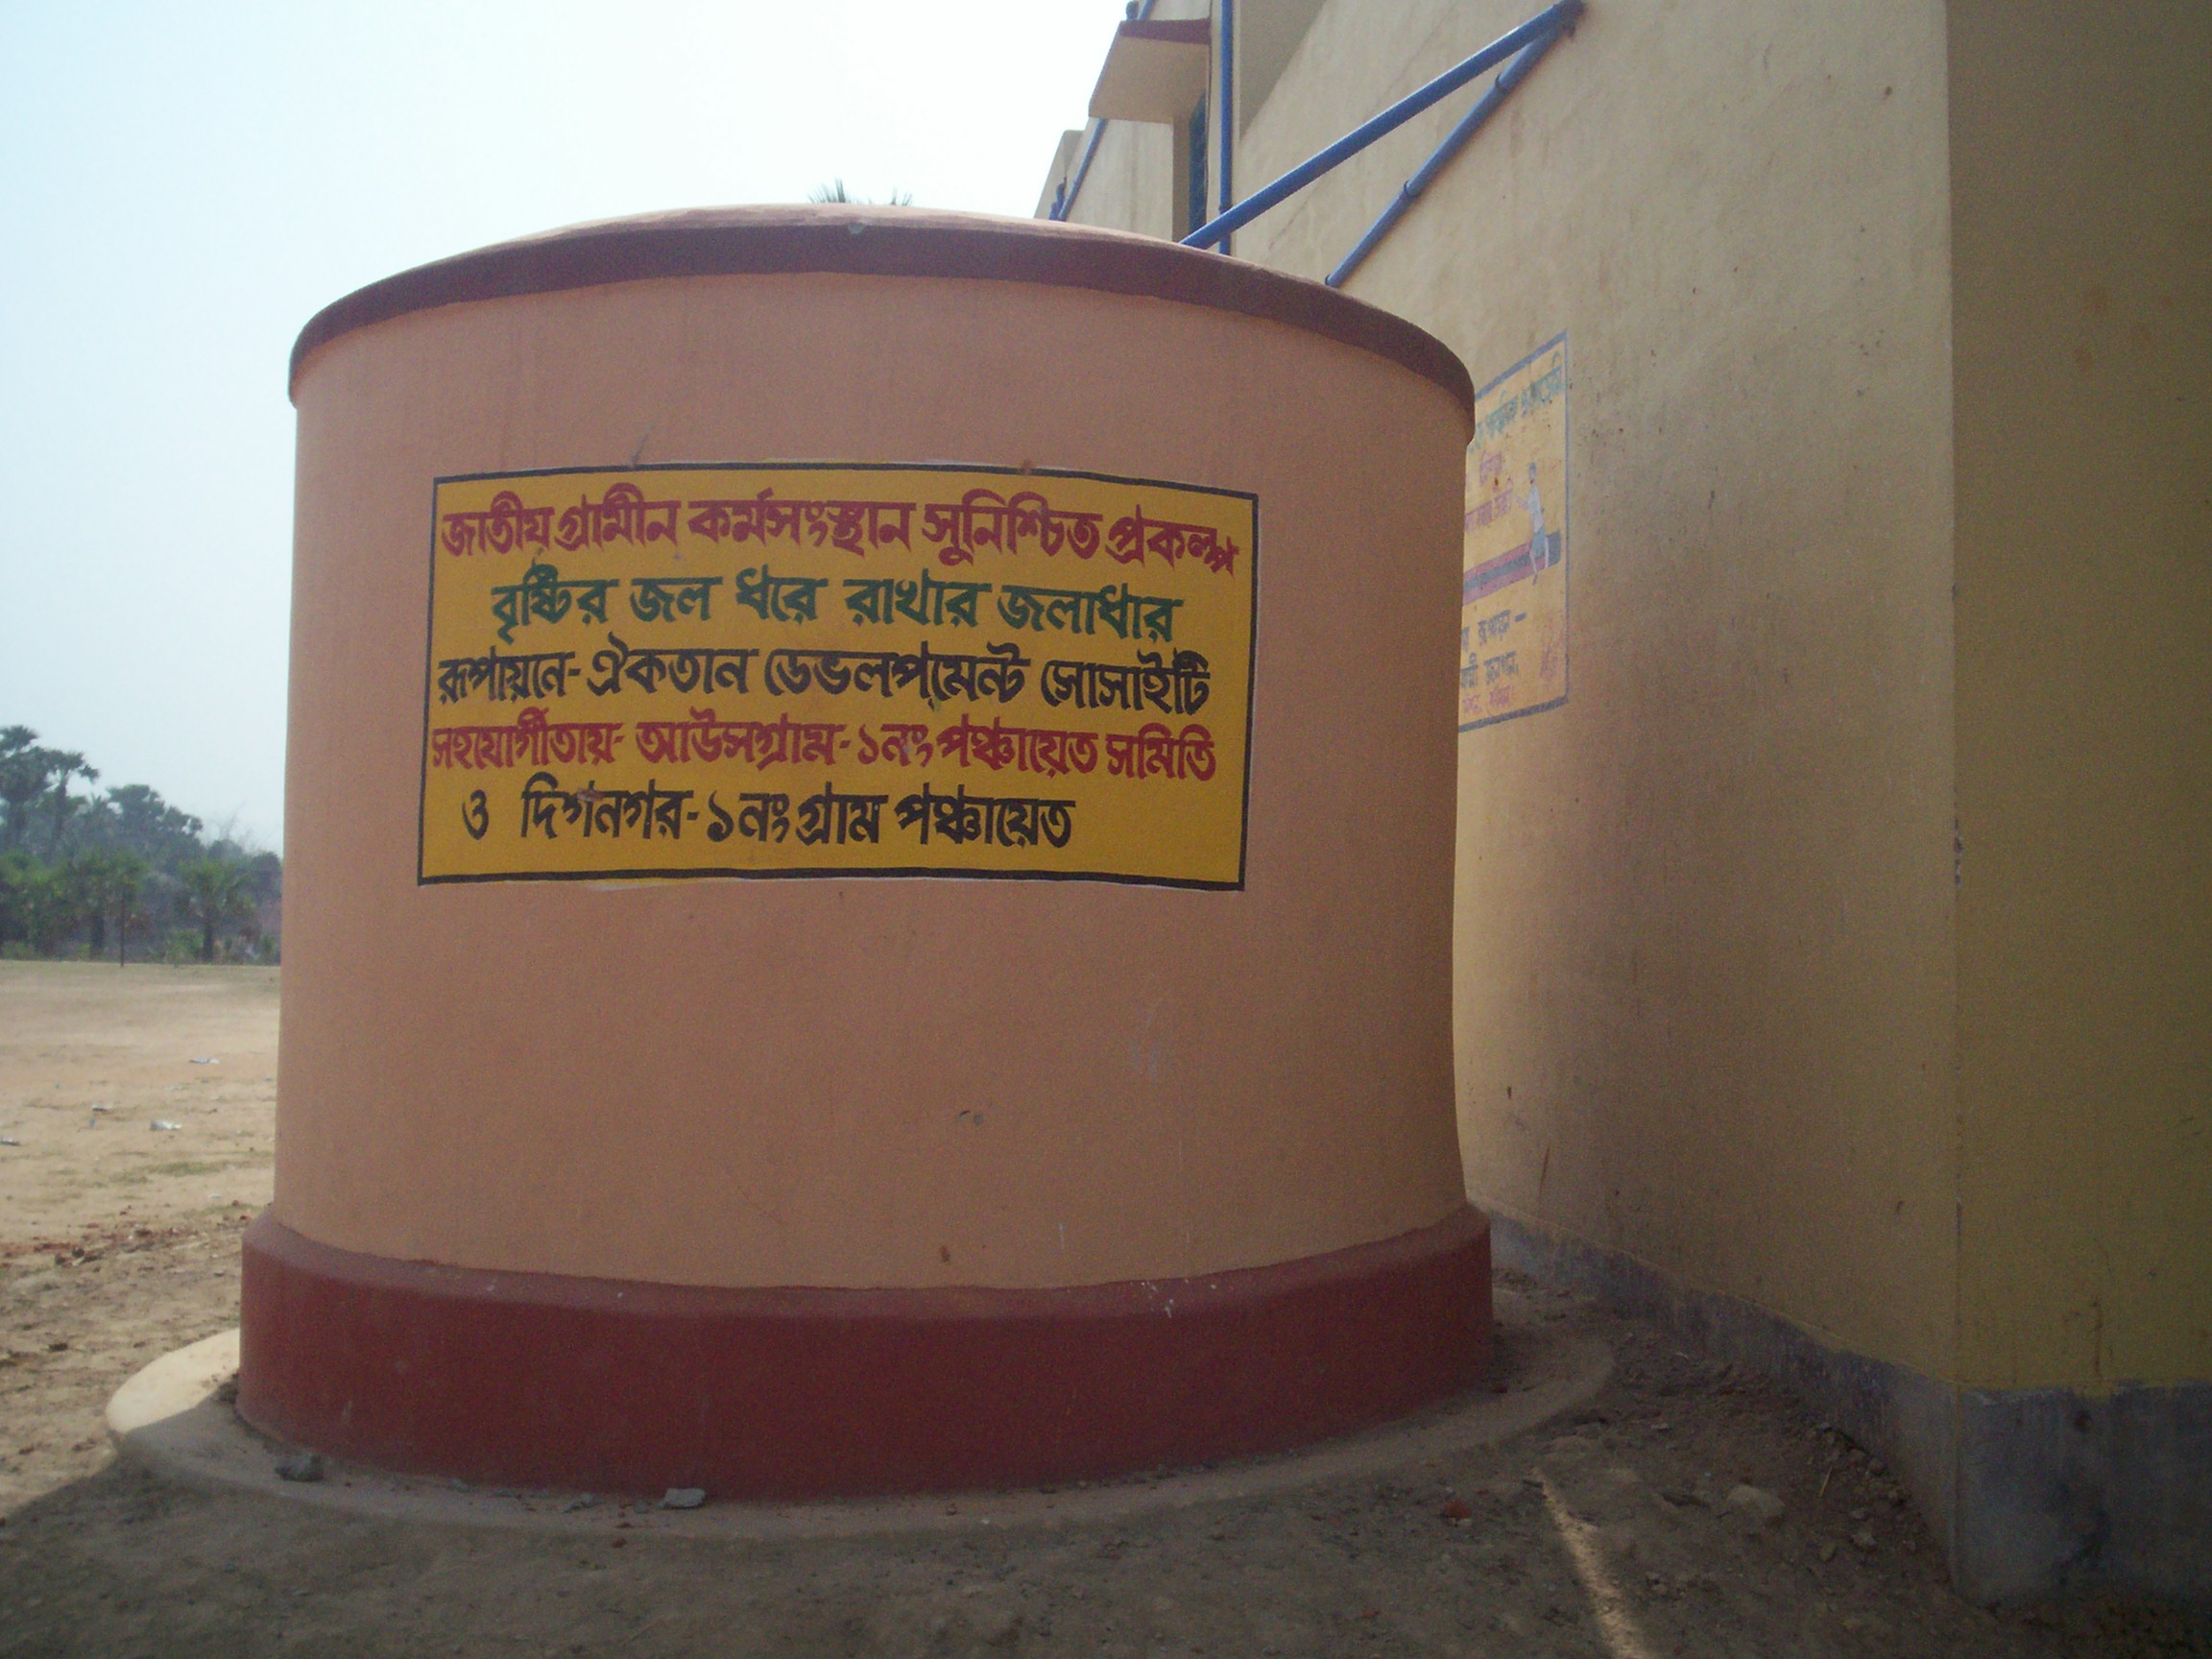 জাতীয় গ্রামীন কর্মসংস্থান সুনিশ্চিত প্রকল্প
বৃষ্টির জল ধরে রাখার জলাধার
রূপায়নে- ঐকতান ডেভলপমেন্ট সোসাইটি
সহযোগীতায়- আউসগ্রাম- ১নং পঞ্চায়েত সমিতি
ও দিগনগর- ১নং গ্রাম পঞ্চায়েত